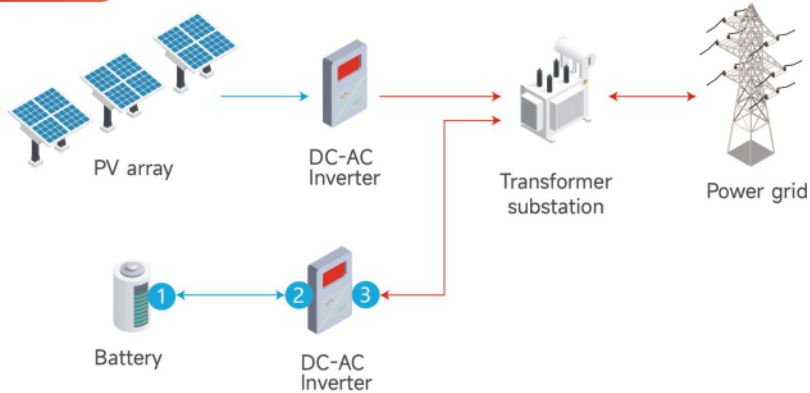 PV array
DC-AC
Inverter
Transformer
substation
Power grid
1
2
3
Battery
DC-AC
Inverter